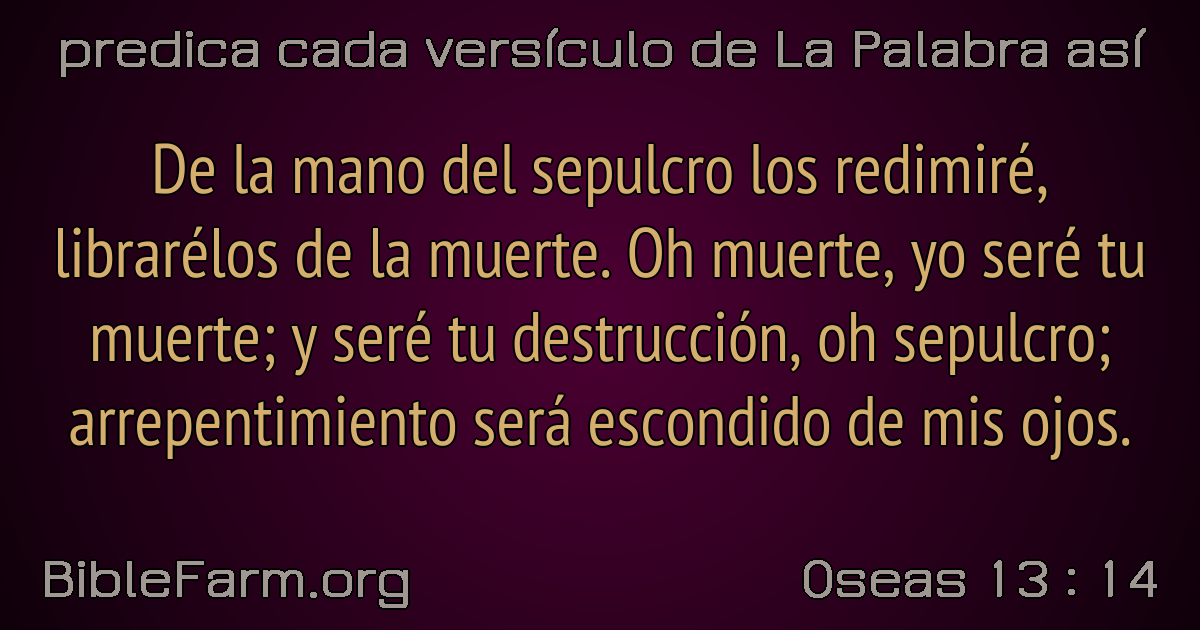 predica cada versículo de La Palabra así
De la mano del sepulcro los redimiré,
librarélos de la muerte. Oh muerte, yo seré tu
muerte; y seré tu destrucción, oh sepulcro;
arrepentimiento será escondido de mis ojos.
BibleFarm.org
Oseas 13 : 14